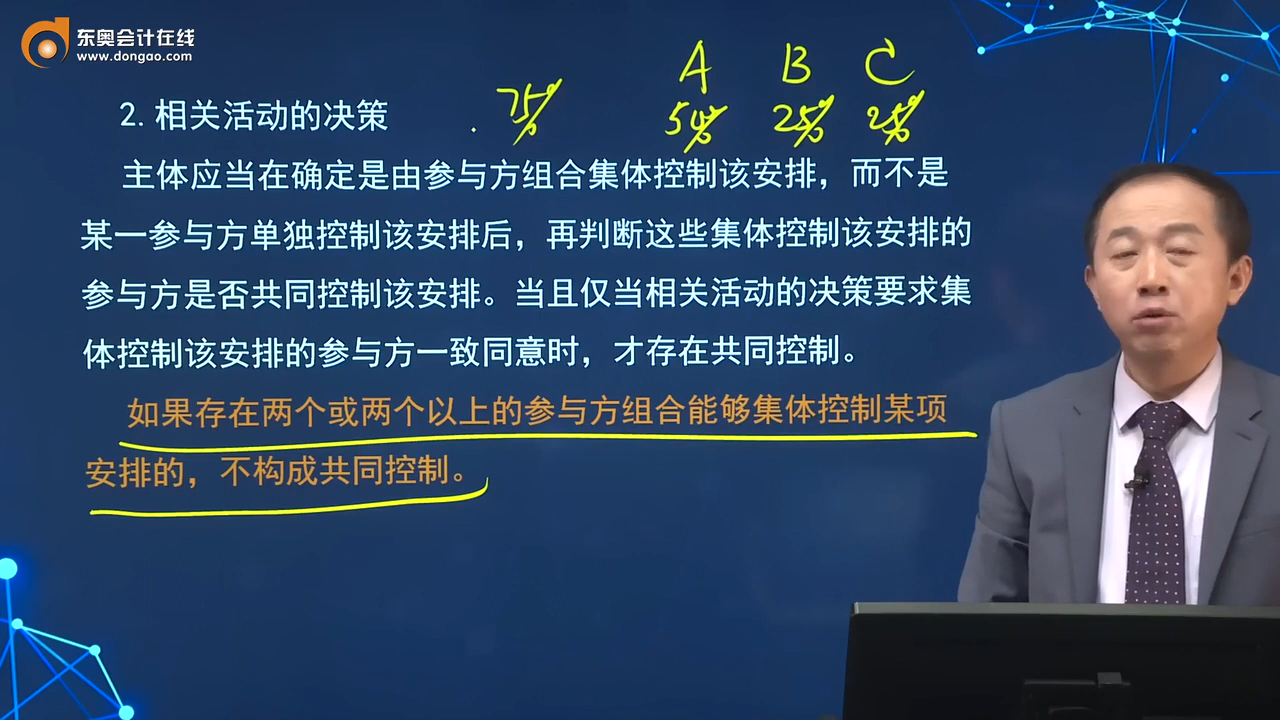 东奥会计在线
www.dongao.com
A B C
75% 50% 25% 25%
2. 相关活动的决策
主体应当在确定是由参与方组合集体控制该安排，而不是
某一参与方单独控制该安排后，再判断这些集体控制该安排的
参与方是否共同控制该安排。当且仅当相关活动的决策要求集
体控制该安排的参与方一致同意时，才存在共同控制。
如果存在两个或两个以上的参与方组合能够集体控制某项
安排的，不构成共同控制。